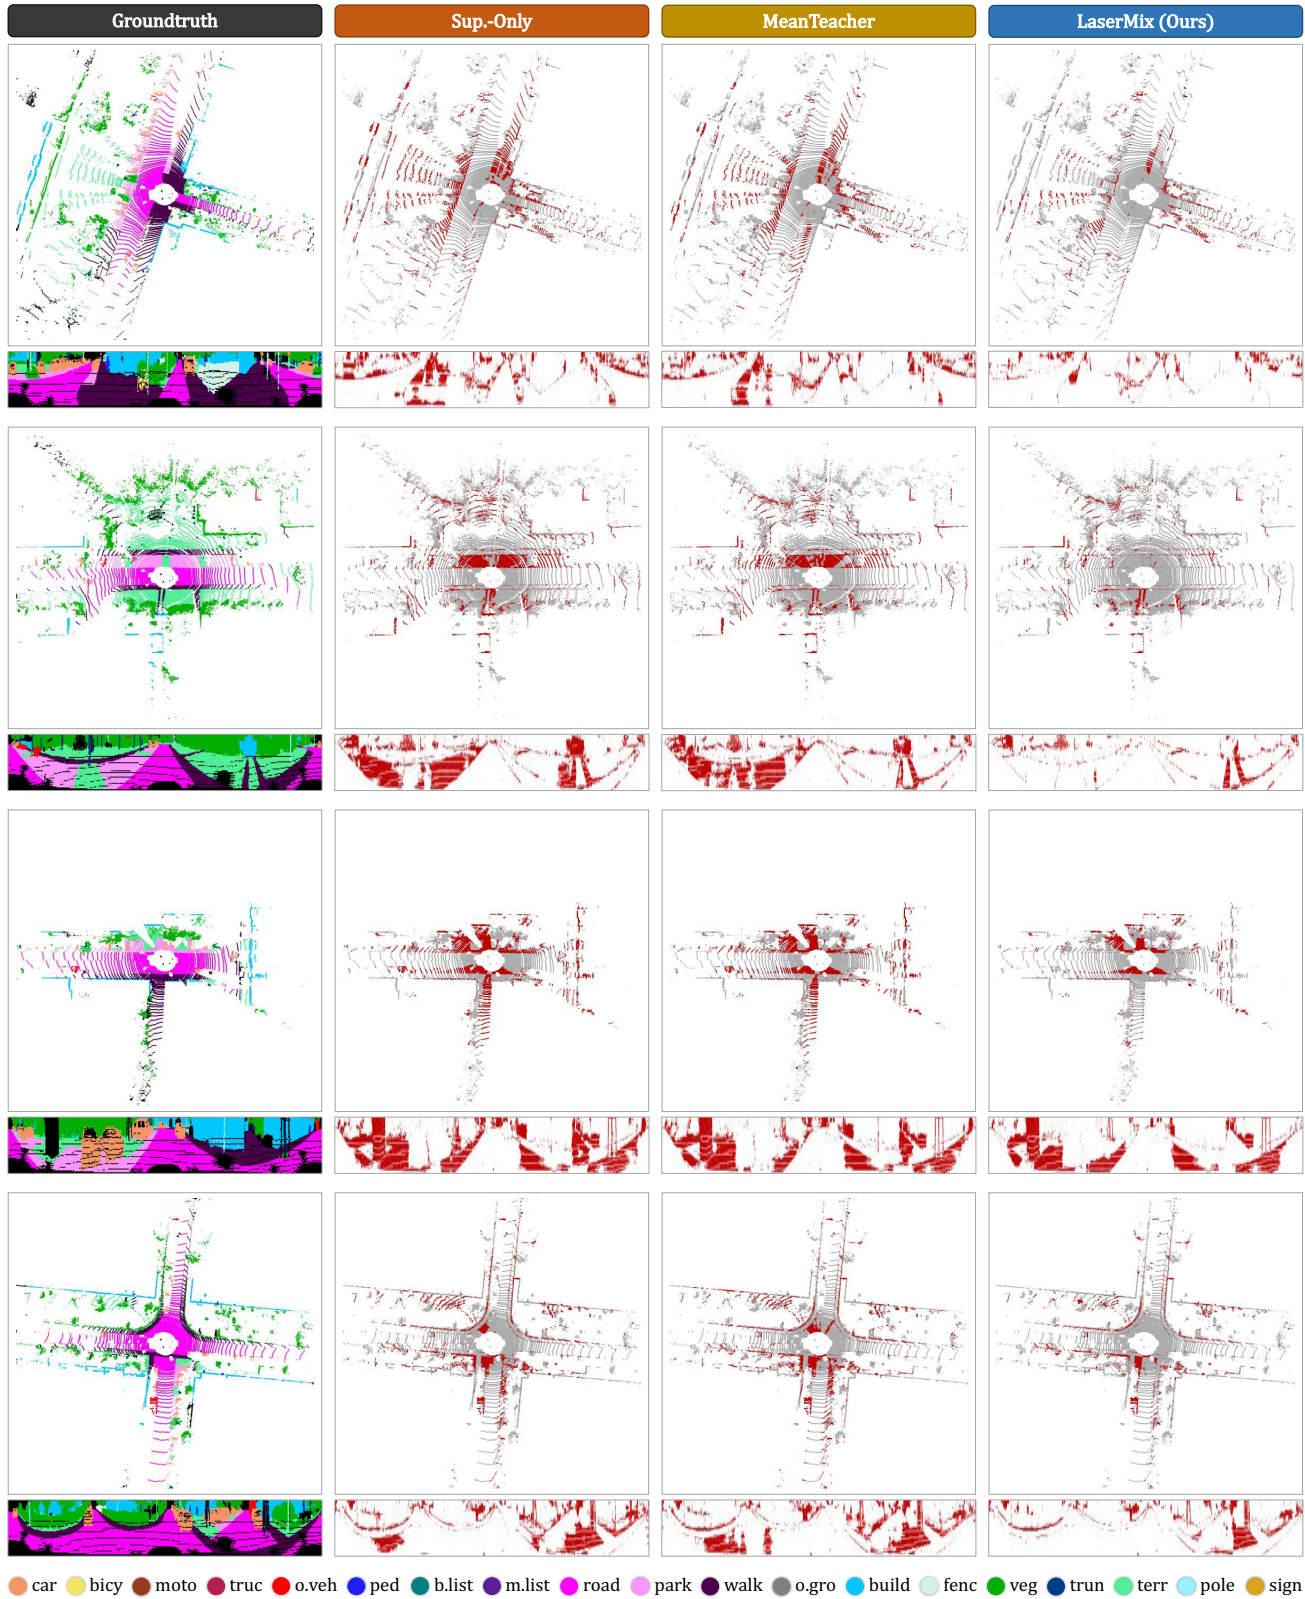 Groundtruth Sup.-Only MeanTeacher LaserMix (Ours)
car bicy moto truc o.veh ped b.list m.list road park walk o.gro build fenc veg trun terr pole sign